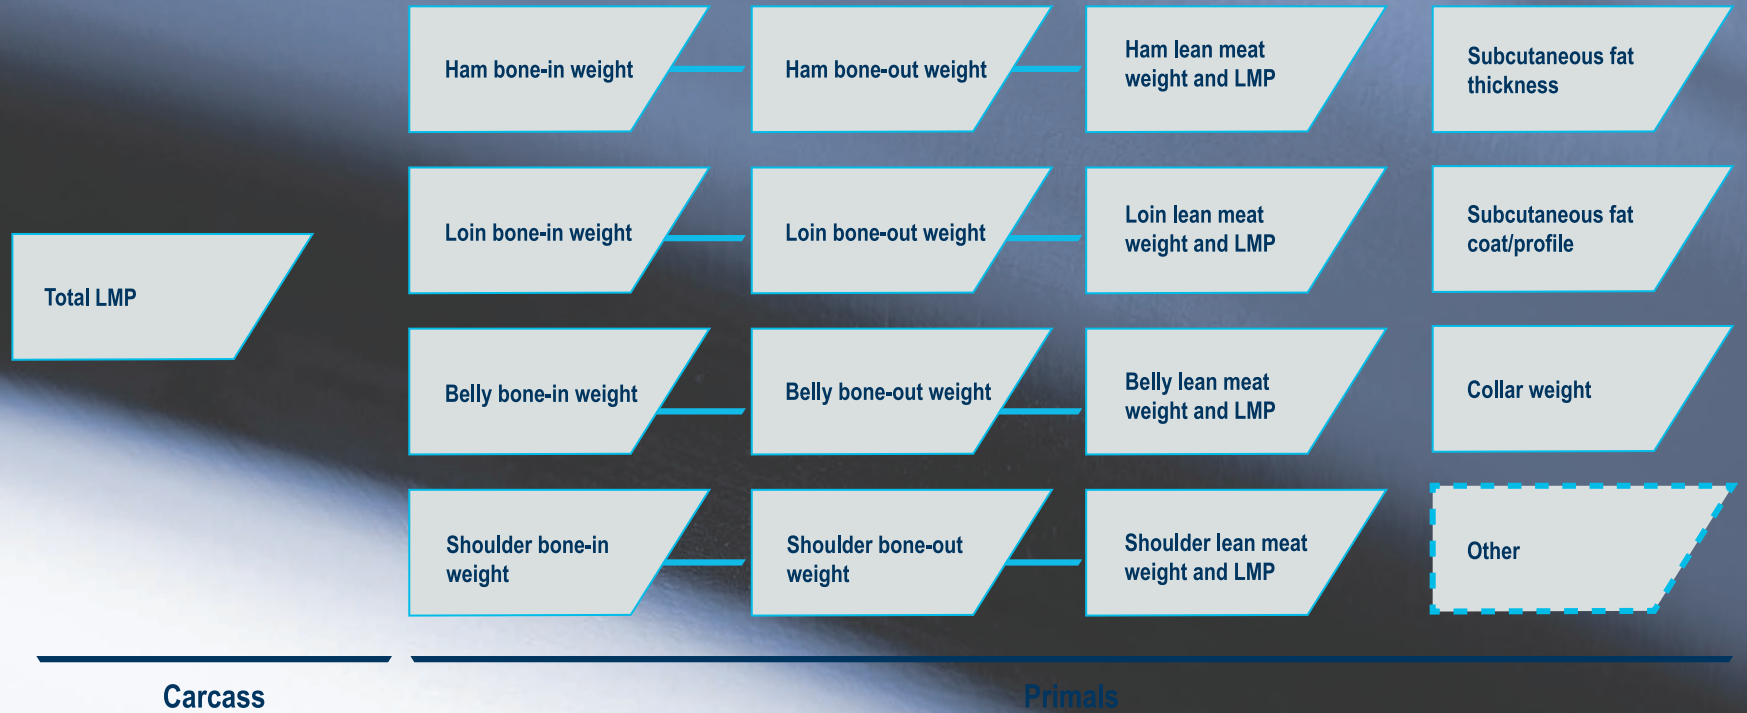 Ham bone-in weight
Ham bone-out weight
Ham lean meat
weight and LMP
Subcutaneous fat
thickness
Loin bone-in weight
Loin bone-out weight
Loin lean meat
weight and LMP
Subcutaneous fat
coat/profile
Total LMP
Belly bone-in weight
Belly bone-out weight
Belly lean meat
weight and LMP
Collar weight
Shoulder bone-in
weight
Shoulder bone-out
weight
Shoulder lean meat
weight and LMP
Other
Carcass
Primals